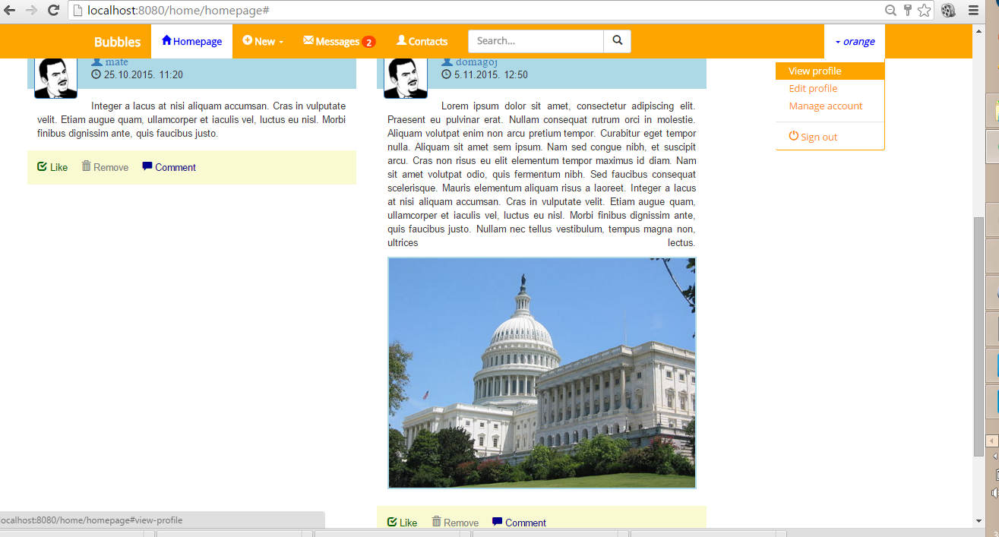 localhost:8080/home/homepage#
Bubbles Homepage New Messages 2 Contacts Search... orange
View profile
Edit profile
Manage account
Sign out
mate
25.10.2015. 11:20
Integer a lacus at nisi aliquam accumsan. Cras in vulputate
velit. Etiam augue quam, ullamcorper et iaculis vel, luctus eu nisl. Morbi
finibus dignissim ante, quis faucibus justo.
Like Remove Comment
domagoj
5.11.2015. 12:50
Lorem ipsum dolor sit amet, consectetur adipiscing elit.
Praesent eu pulvinar erat. Nullam consequat rutrum orci in molestie.
Aliquam volutpat enim non arcu pretium tempor. Curabitur eget tempor
nulla. Aliquam sit amet sem ipsum. Nam sed congue nibh, et suscipit
arcu. Cras non risus eu elit elementum tempor maximus id diam. Nam
sit amet volutpat odio, quis fermentum nibh. Sed faucibus consequat
scelerisque. Mauris elementum aliquam risus a laoreet. Integer a lacus
at nisi aliquam accumsan. Cras in vulputate velit. Etiam augue quam,
ullamcorper et iaculis vel, luctus eu nisl. Morbi finibus dignissim ante,
quis faucibus justo. Nullam nec tellus vestibulum, tempus magna non,
ultrices lectus.
Like Remove Comment
localhost:8080/home/homepage#view-profile